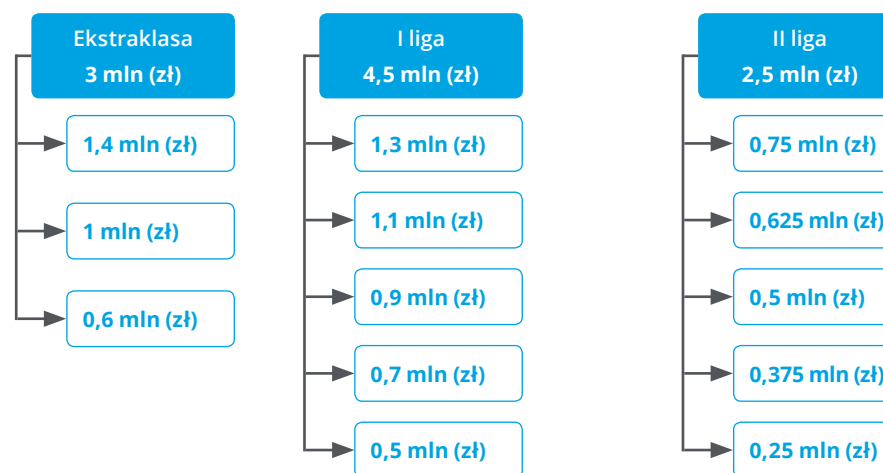 Ekstraklasa
3 mln (zł)
1,4 mln (zł)
1 mln (zł)
0,6 mln (zł)
I liga
4,5 mln (zł)
1,3 mln (zł)
1,1 mln (zł)
0,9 mln (zł)
0,7 mln (zł)
0,5 mln (zł)
II liga
2,5 mln (zł)
0,75 mln (zł)
0,625 mln (zł)
0,5 mln (zł)
0,375 mln (zł)
0,25 mln (zł)